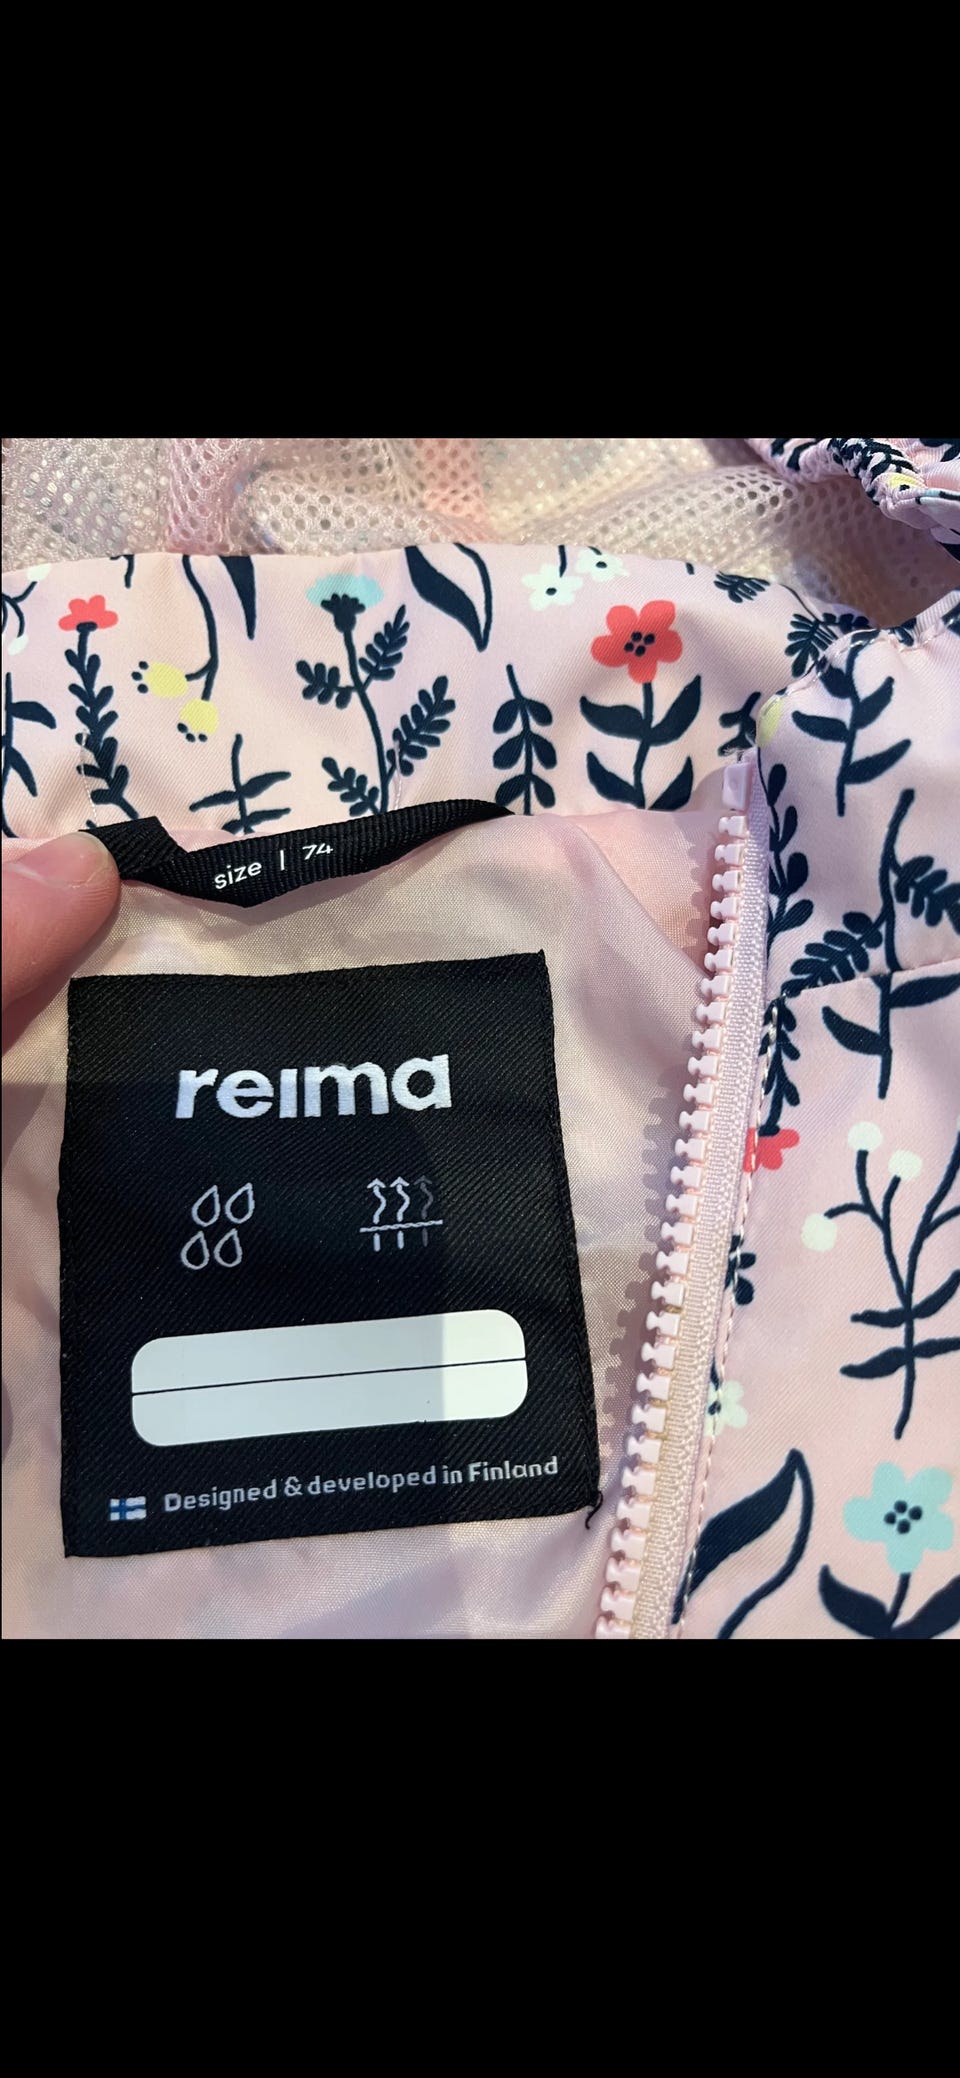 size | 74
reima
Designed & developed in Finland